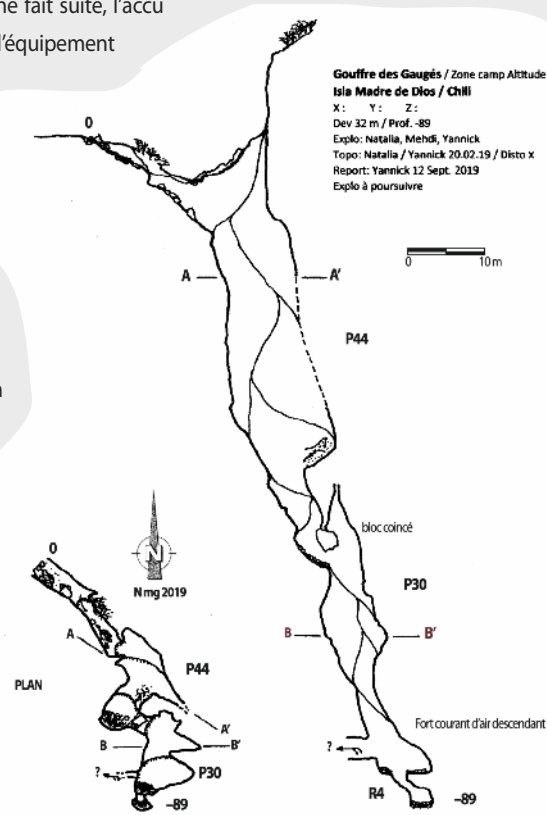 ne fait suite, l'accu
l'équipement
Gouffre des Gaugés / Zone camp Altitude
Isla Madre de Dios / Chili
X : Y : Z :
Dev 32 m / Prof. -89
Explo: Natalia, Mehdi, Yannick
Topo: Natalia / Yannick 20.02.19 / Disto X
Report: Yannick 12 Sept. 2019
Explo à poursuivre
0
0 10 m
A A'
P44
bloc coincé
P30
B B'
Fort courant d'air descendant
?
R4 -89
N
N mg 2019
0
A
P44
PLAN
A'
B B'
? P30
-89